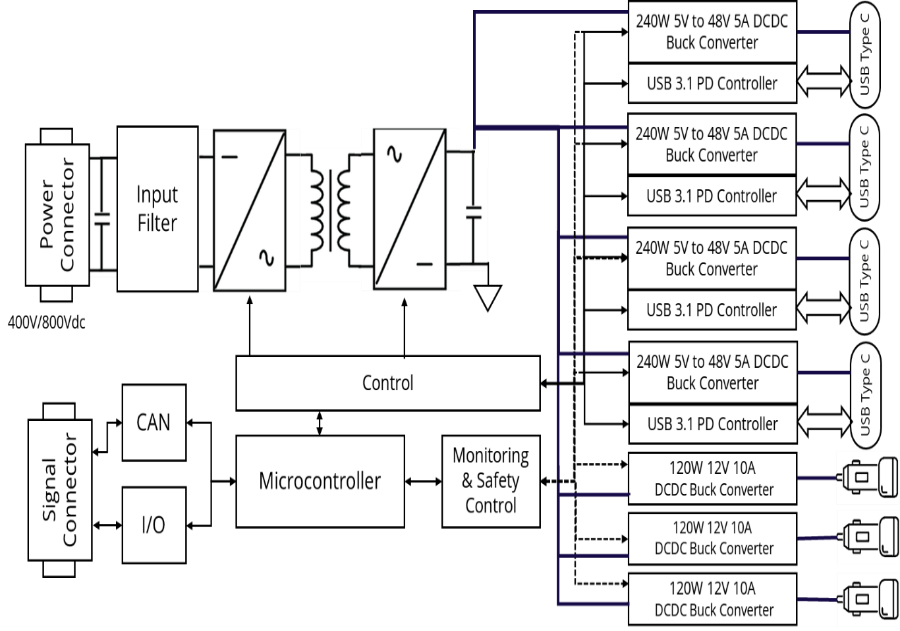 240W 5V to 48V 5A DCDC
Buck Converter
USB 3.1 PD Controller
USB Type C
240W 5V to 48V 5A DCDC
Buck Converter
USB 3.1 PD Controller
USB Type C
Power
Connector
Input
Filter
240W 5V to 48V 5A DCDC
Buck Converter
USB 3.1 PD Controller
USB Type C
400V/800Vdc
240W 5V to 48V 5A DCDC
Buck Converter
USB 3.1 PD Controller
USB Type C
Control
Signal
Connector
CAN
I/O
Microcontroller
Monitoring
& Safety
Control
120W 12V 10A
DCDC Buck Converter
120W 12V 10A
DCDC Buck Converter
120W 12V 10A
DCDC Buck Converter